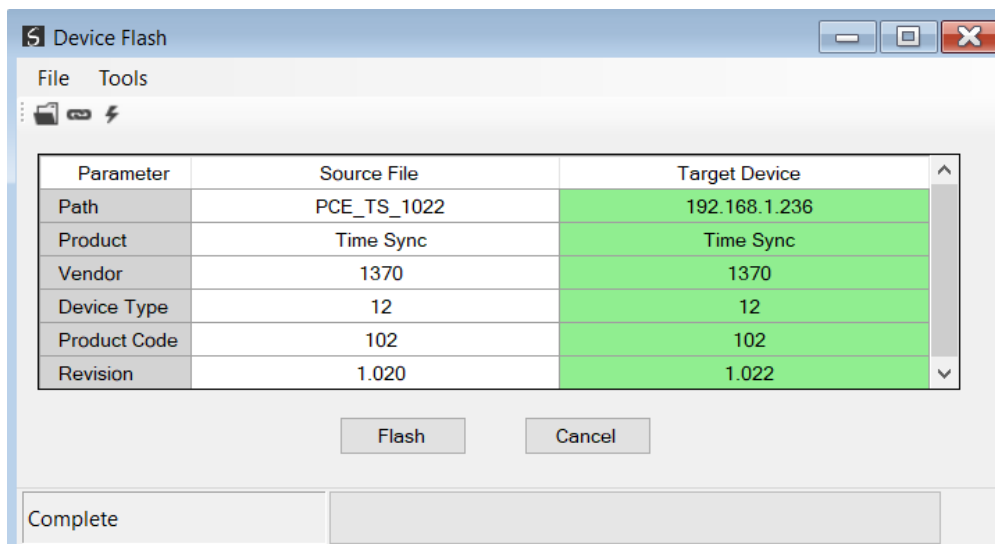 Device Flash
File Tools
Parameter Source File Target Device
Path PCE_TS_1022 192.168.1.236
Product Time Sync Time Sync
Vendor 1370 1370
Device Type 12 12
Product Code 102 102
Revision 1.020 1.022
Flash Cancel
Complete